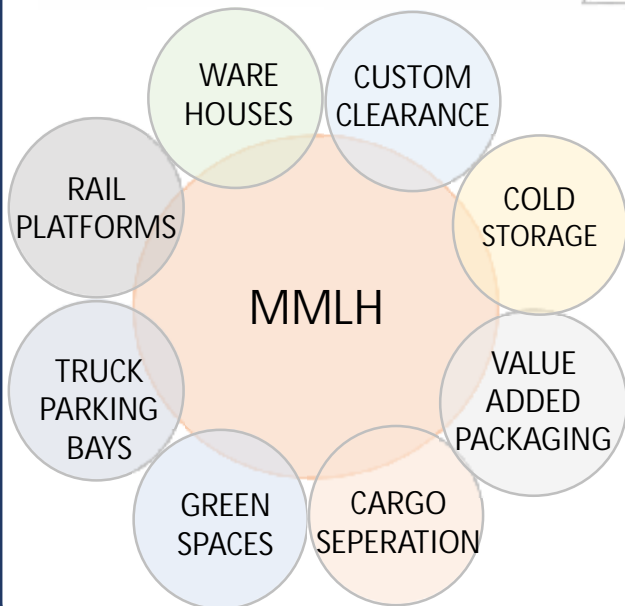 WARE
HOUSES
CUSTOM
CLEARANCE
RAIL
PLATFORMS
COLD
STORAGE
MMLH
TRUCK
PARKING
BAYS
VALUE
ADDED
PACKAGING
GREEN
SPACES
CARGO
SEPERATION